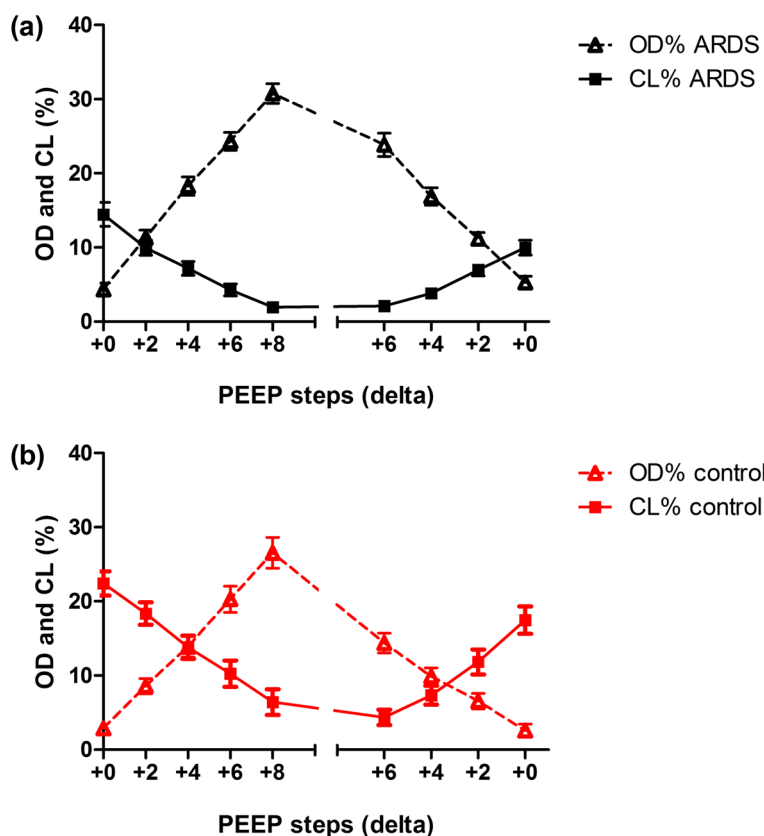 (a)
40
30
20
10
0
OD and CL (%)
+0 +2 +4 +6 +8 +6 +4 +2 +0
PEEP steps (delta)
OD% ARDS
CL% ARDS
(b)
40
30
20
10
0
OD and CL (%)
+0 +2 +4 +6 +8 +6 +4 +2 +0
PEEP steps (delta)
OD% control
CL% control